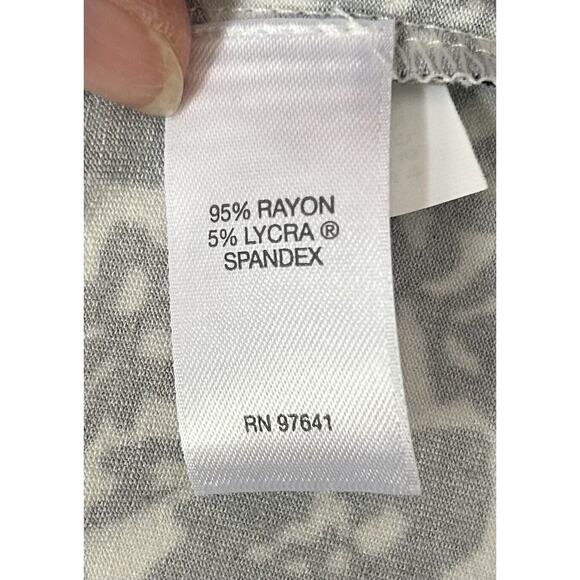 95% RAYON
5% LYCRA ®
SPANDEX
RN 97641